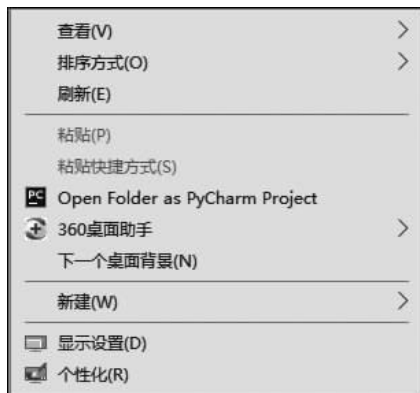 查看(V)
排序方式(O)
刷新(E)
粘贴(P)
粘贴快捷方式(S)
PC Open Folder as PyCharm Project
360桌面助手
下一个桌面背景(N)
新建(W)
显示设置(D)
个性化(R)